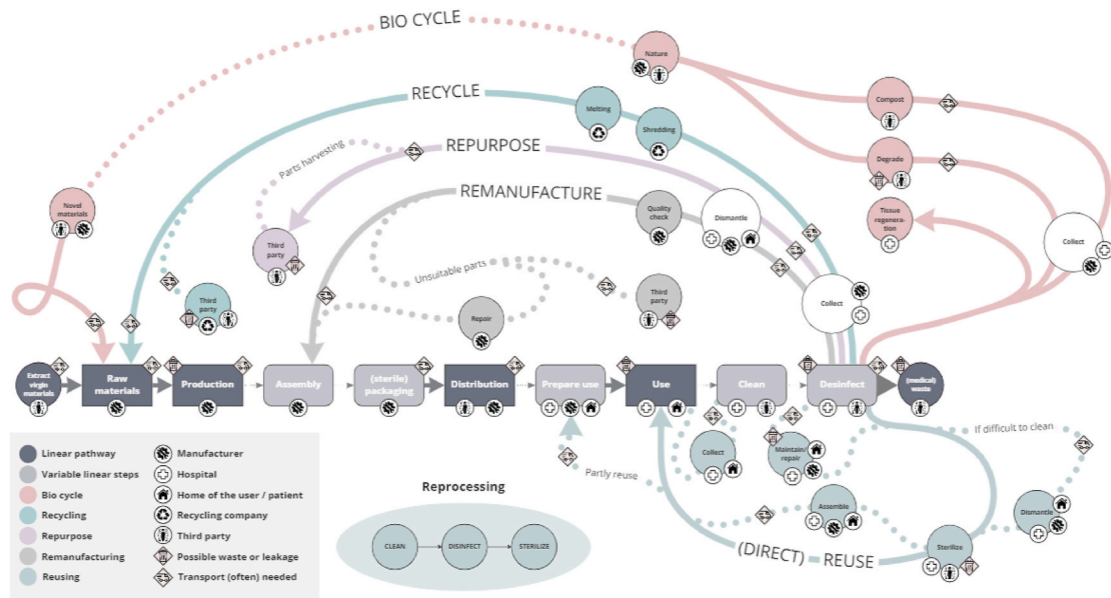 BIO CYCLE
Nature
RECYCLE
Melting
Compost
Shredding
Parts harvesting
REPURPOSE
Degrade
REMANUFACTURE
Novel
materials
Quality
check
Dismantle
Tissue
regenera-
tion
Third
party
Collect
Unsuitable parts
Third
party
Third
party
Collect
Repair
Extract
virgin
materials
Raw
materials
Production
Assembly
(sterile)
packaging
Distribution
Prepare use
Use
Clean
Desinfect
(medical)
waste
If difficult to clean
Collect
Maintain/
repair
Partly reuse
Assemble
Dismantle
Sterilize
(DIRECT)
REUSE
Reprocessing
CLEAN
DISINFECT
STERILIZE
Linear pathway
Variable linear steps
Bio cycle
Recycling
Repurpose
Remanufacturing
Reusing
Manufacturer
Hospital
Home of the user / patient
Recycling company
Third party
Possible waste or leakage
Transport (often) needed